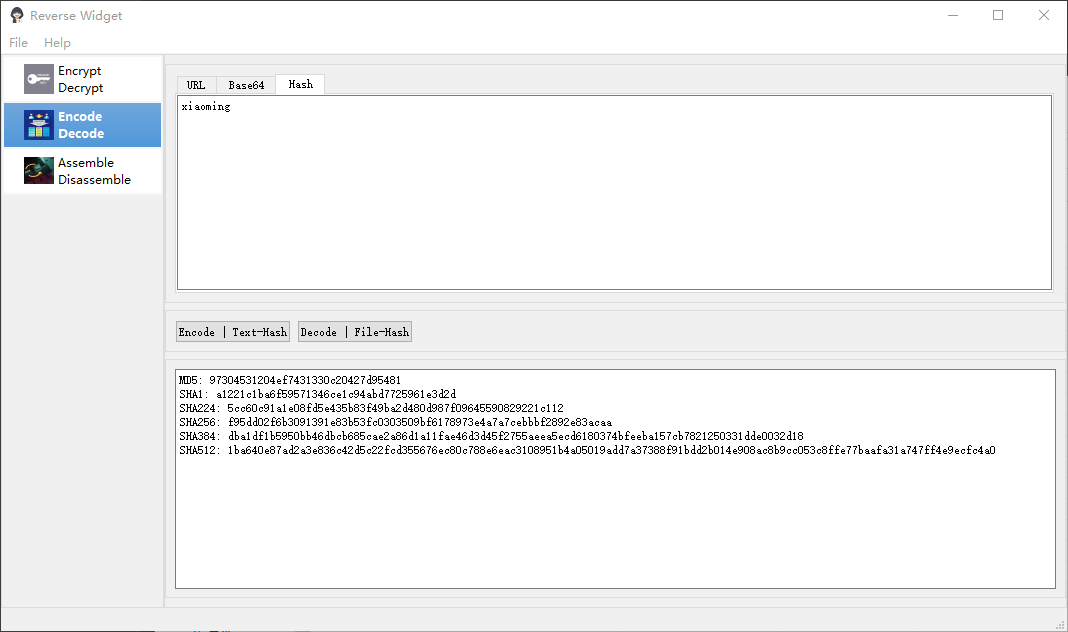 Reverse Widget
File Help
Encrypt
Decrypt
Encode
Decode
Assemble
Disassemble
URL Base64 Hash
xiaoming
Encode | Text-Hash Decode | File-Hash
MD5: 97304531204ef7431330c20427d95481
SHA1: a1221c1ba6f59571346ce1c94abd7725961e3d2d
SHA224: 5cc60c91a1e08fd5e435b83f49ba2d480d987f09645590829221c112
SHA256: f95dd02f6b3091391e83b53fc0303509bf6178973e4a7a7cebbbf2892e83acaa
SHA384: dba1df1b5950bb46dbcb685cae2a86d1a11fae46d3d45f2755aeea5ecd6180374bfeeba157cb7821250331dde0032d18
SHA512: 1ba640e87ad2a3e836c42d5c22fcd355676ec80c788e6eac3108951b4a05019add7a37388f91bdd2b014e908ac8b9cc053c8ffe77baafa31a747ff4e9ecfc4a0